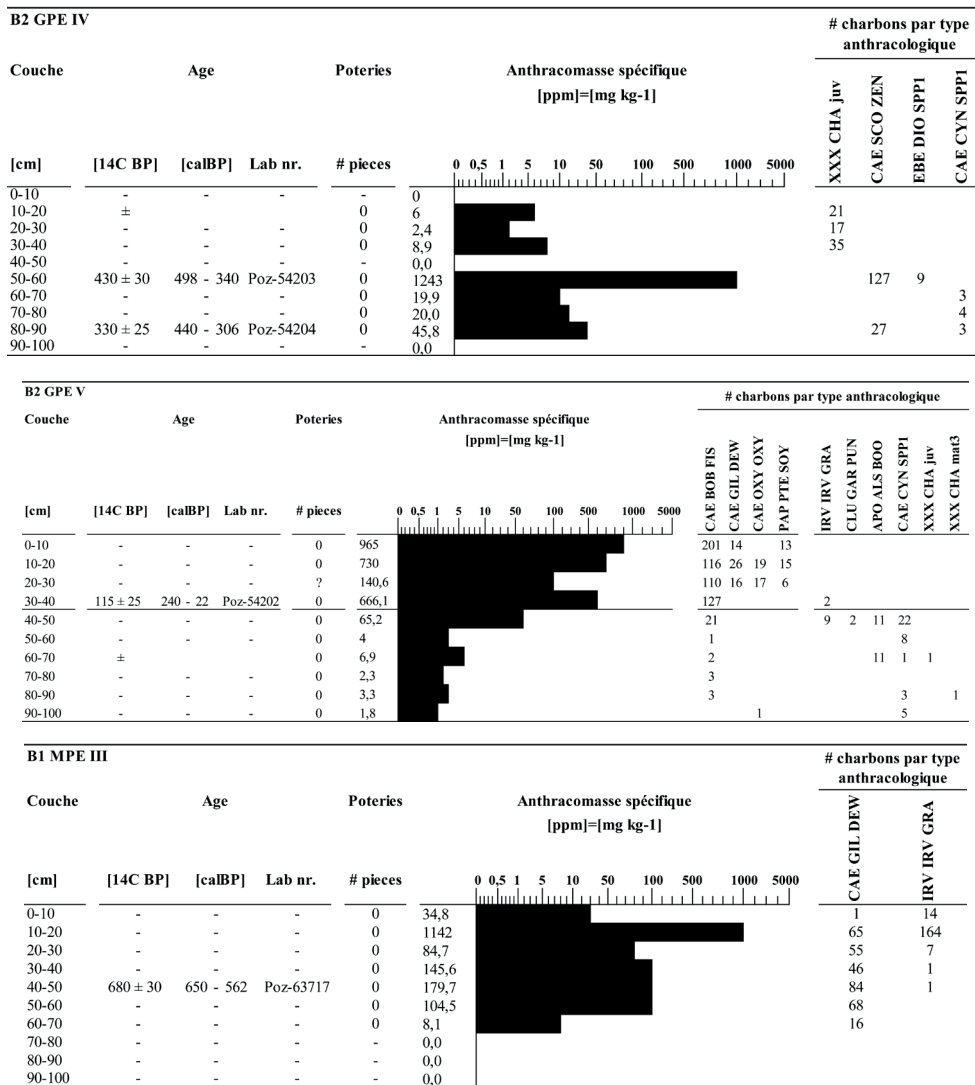 B2 GPE IV
# charbons par type anthracologique
Couche Age Poteries Anthracomasse spécifique
[ppm]=[mg kg-1]
XXX CHA juv CAE SCO ZEN EBE DIO SPP1 CAE CYN SPP1
[cm] [14C BP] [calBP] Lab nr. # pieces 0 0,5 1 5 10 50 100 500 1000 5000
0-10 - - - - 0
10-20 ± - - 0 6 21
20-30 - - - 0 2,4 17
30-40 - - - 0 8,9 35
40-50 - - - - 0,0
50-60 430 ± 30 498 - 340 Poz-54203 0 1243 127 9
60-70 - - - 0 19,9 3
70-80 - - - 0 20,0 4
80-90 330 ± 25 440 - 306 Poz-54204 0 45,8 27 3
90-100 - - - - 0,0
B2 GPE V
# charbons par type anthracologique
Couche Age Poteries Anthracomasse spécifique
[ppm]=[mg kg-1]
CAE BOB FIS CAE GIL DEW CAE OXY OXY PAP PTE SOY IRV IRV GRA CLU GAR PUN APO ALS BOO CAE CYN SPP1 XXX CHA juv XXX CHA mat3
[cm] [14C BP] [calBP] Lab nr. # pieces 0 0,5 1 5 10 50 100 500 1000 5000
0-10 - - - 0 965 201 14 13
10-20 - - - 0 730 116 26 19 15
20-30 - - - ? 140,6 110 16 17 6
30-40 115 ± 25 240 - 22 Poz-54202 0 666,1 127 2
40-50 - - - 0 65,2 21 9 2 11 22
50-60 - - - 0 4 1 8
60-70 ± - - 0 6,9 2 11 1 1
70-80 - - - 0 2,3 3
80-90 - - - 0 3,3 3 3 1
90-100 - - - 0 1,8 1 5
B1 MPE III
# charbons par type anthracologique
Couche Age Poteries Anthracomasse spécifique
[ppm]=[mg kg-1]
CAE GIL DEW IRV IRV GRA
[cm] [14C BP] [calBP] Lab nr. # pieces 0 0,5 1 5 10 50 100 500 1000 5000
0-10 - - - 0 34,8 1 14
10-20 - - - 0 1142 65 164
20-30 - - - 0 84,7 55 7
30-40 - - - 0 145,6 46 1
40-50 680 ± 30 650 - 562 Poz-63717 0 179,7 84 1
50-60 - - - 0 104,5 68
60-70 - - - 0 8,1 16
70-80 - - - - 0,0
80-90 - - - - 0,0
90-100 - - - - 0,0